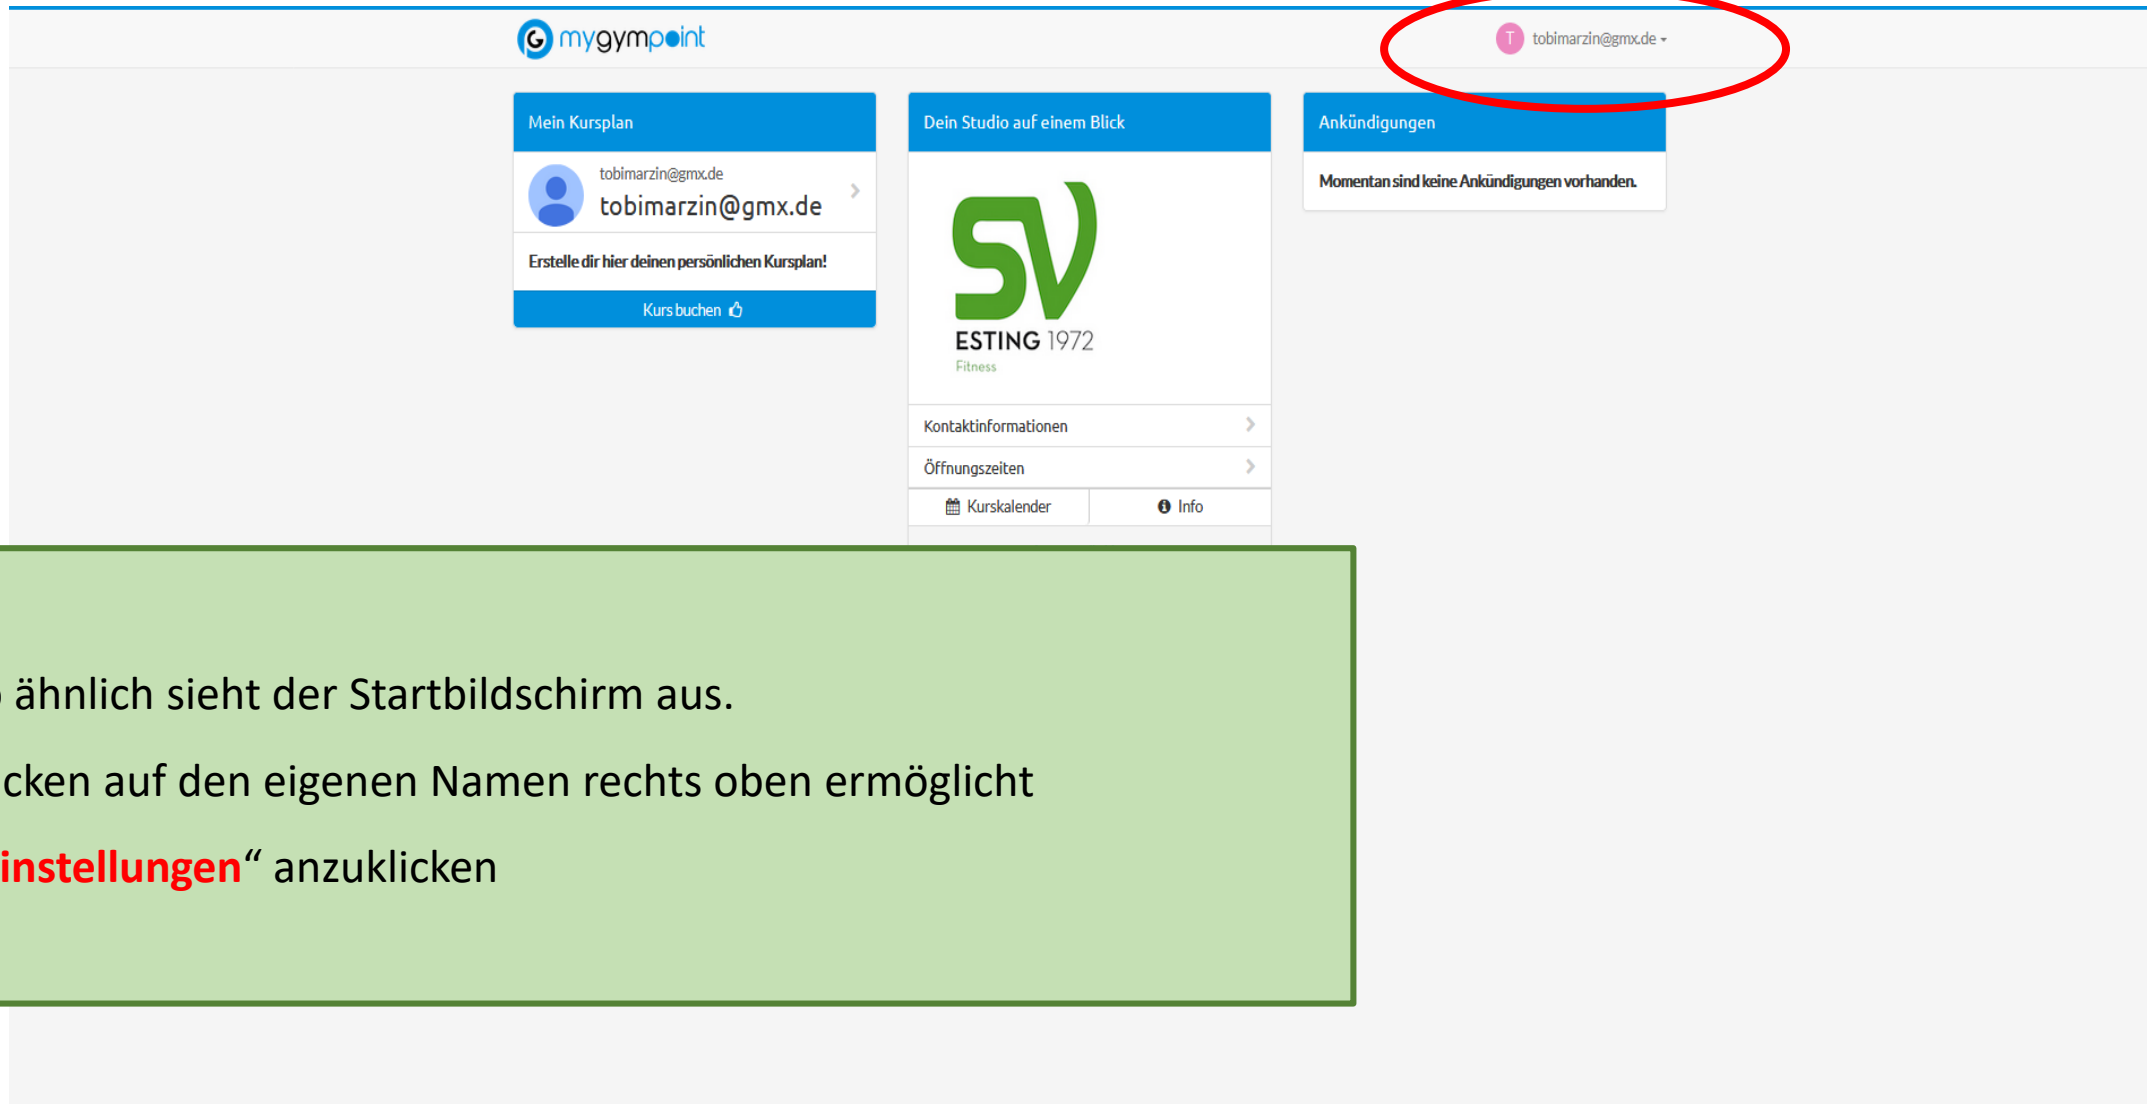 mygympoint
T tobimarzin@gmx.de
Mein Kursplan
tobimarzin@gmx.de
tobimarzin@gmx.de
Erstelle dir hier deinen persönlichen Kursplan!
Kurs buchen
Dein Studio auf einem Blick
SV
ESTING 1972
Fitness
Kontaktinformationen
Öffnungszeiten
Kurskalender
Info
Ankündigungen
Momentan sind keine Ankündigungen vorhanden.
ähnlich sieht der Startbildschirm aus.
cken auf den eigenen Namen rechts oben ermöglicht
instellungen“ anzuklicken